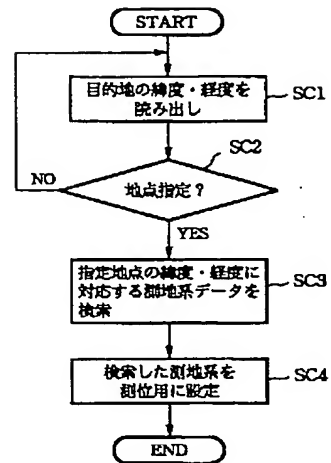 START
目的地の緯度・経度を
読み出し
SC1
SC2
地点指定?
NO
YES
指定地点の緯度・経度に
対応する測地系データを
検索
SC3
検索した測地系を
測位用に設定
SC4
END